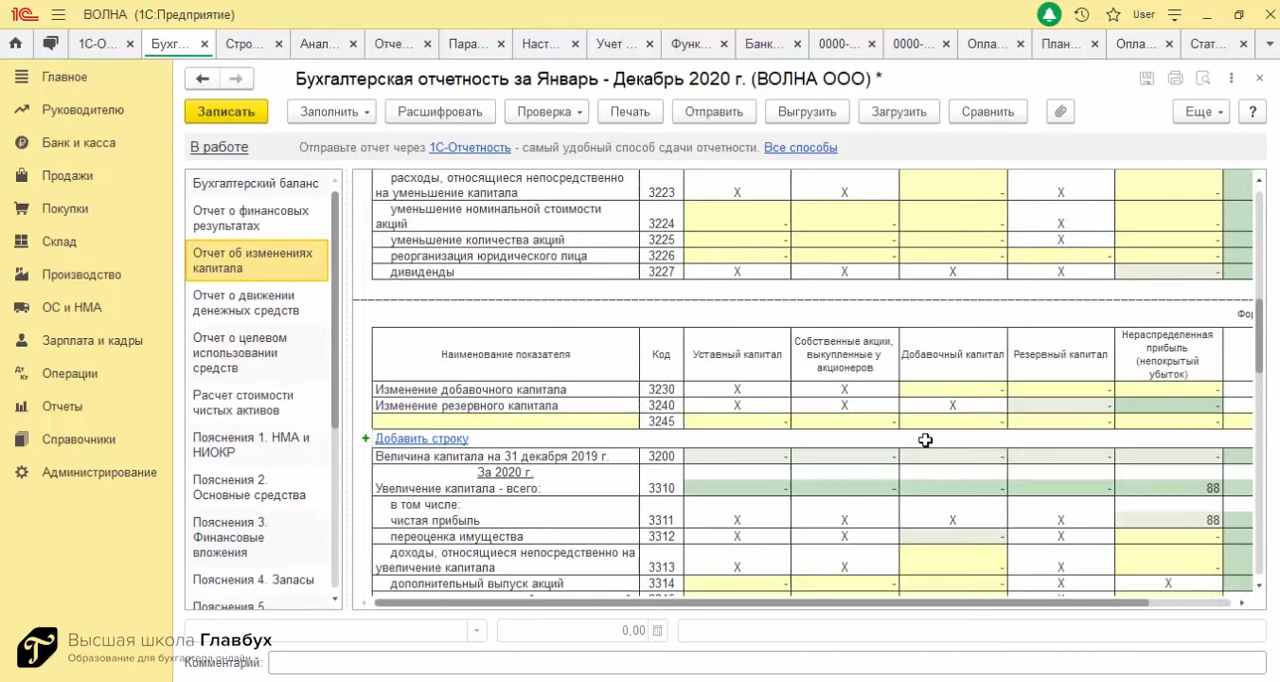 1С ВОЛНА (1С:Предприятие) User
1С-О... Бухг... Стро... Анал... Отче... Пара... Наст... Учет ... Функ... Банк... 0000-... 0000-... Опла... План... Опла... Стат...
Главное
Руководителю
Банк и касса
Продажи
Покупки
Склад
Производство
ОС и НМА
Зарплата и кадры
Дт Кт Операции
Отчеты
Справочники
Администрирование
Бухгалтерская отчетность за Январь - Декабрь 2020 г. (ВОЛНА ООО) *
Записать Заполнить Расшифровать Проверка Печать Отправить Выгрузить Загрузить Сравнить Еще ?
В работе Отправьте отчет через 1С-Отчетность - самый удобный способ сдачи отчетности. Все способы
Бухгалтерский баланс
Отчет о финансовых
результатах
Отчет об изменениях
капитала
Отчет о движении
денежных средств
Отчет о целевом
использовании
средств
Расчет стоимости
чистых активов
Пояснения 1. НМА и
НИОКР
Пояснения 2.
Основные средства
Пояснения 3.
Финансовые
вложения
Пояснения 4. Запасы
Пояснения 5.
расходы, относящиеся непосредственно
на уменьшение капитала 3223 X X - X -
уменьшение номинальной стоимости
акций 3224 - - - X -
уменьшение количества акций 3225 - - - X -
реорганизация юридического лица 3226 - - - - -
дивиденды 3227 X X X X -
Фор
Наименование показателя Код Уставный капитал Собственные акции, выкупленные у акционеров Добавочный капитал Резервный капитал Нераспределенная прибыль (непокрытый убыток)
Изменение добавочного капитала 3230 X X - - -
Изменение резервного капитала 3240 X X X - -
3245 - - - - -
+ Добавить строку
Величина капитала на 31 декабря 2019 г. 3200 - - - - -
За 2020 г.
Увеличение капитала - всего: 3310 - - - - 88
в том числе:
чистая прибыль 3311 X X X X 88
переоценка имущества 3312 X X - X -
доходы, относящиеся непосредственно на
увеличение капитала 3313 X X - X -
дополнительный выпуск акций 3314 - - - X X
0,00
Комментарий:
Высшая школа Главбух
Образование для бухгалтера онлайн